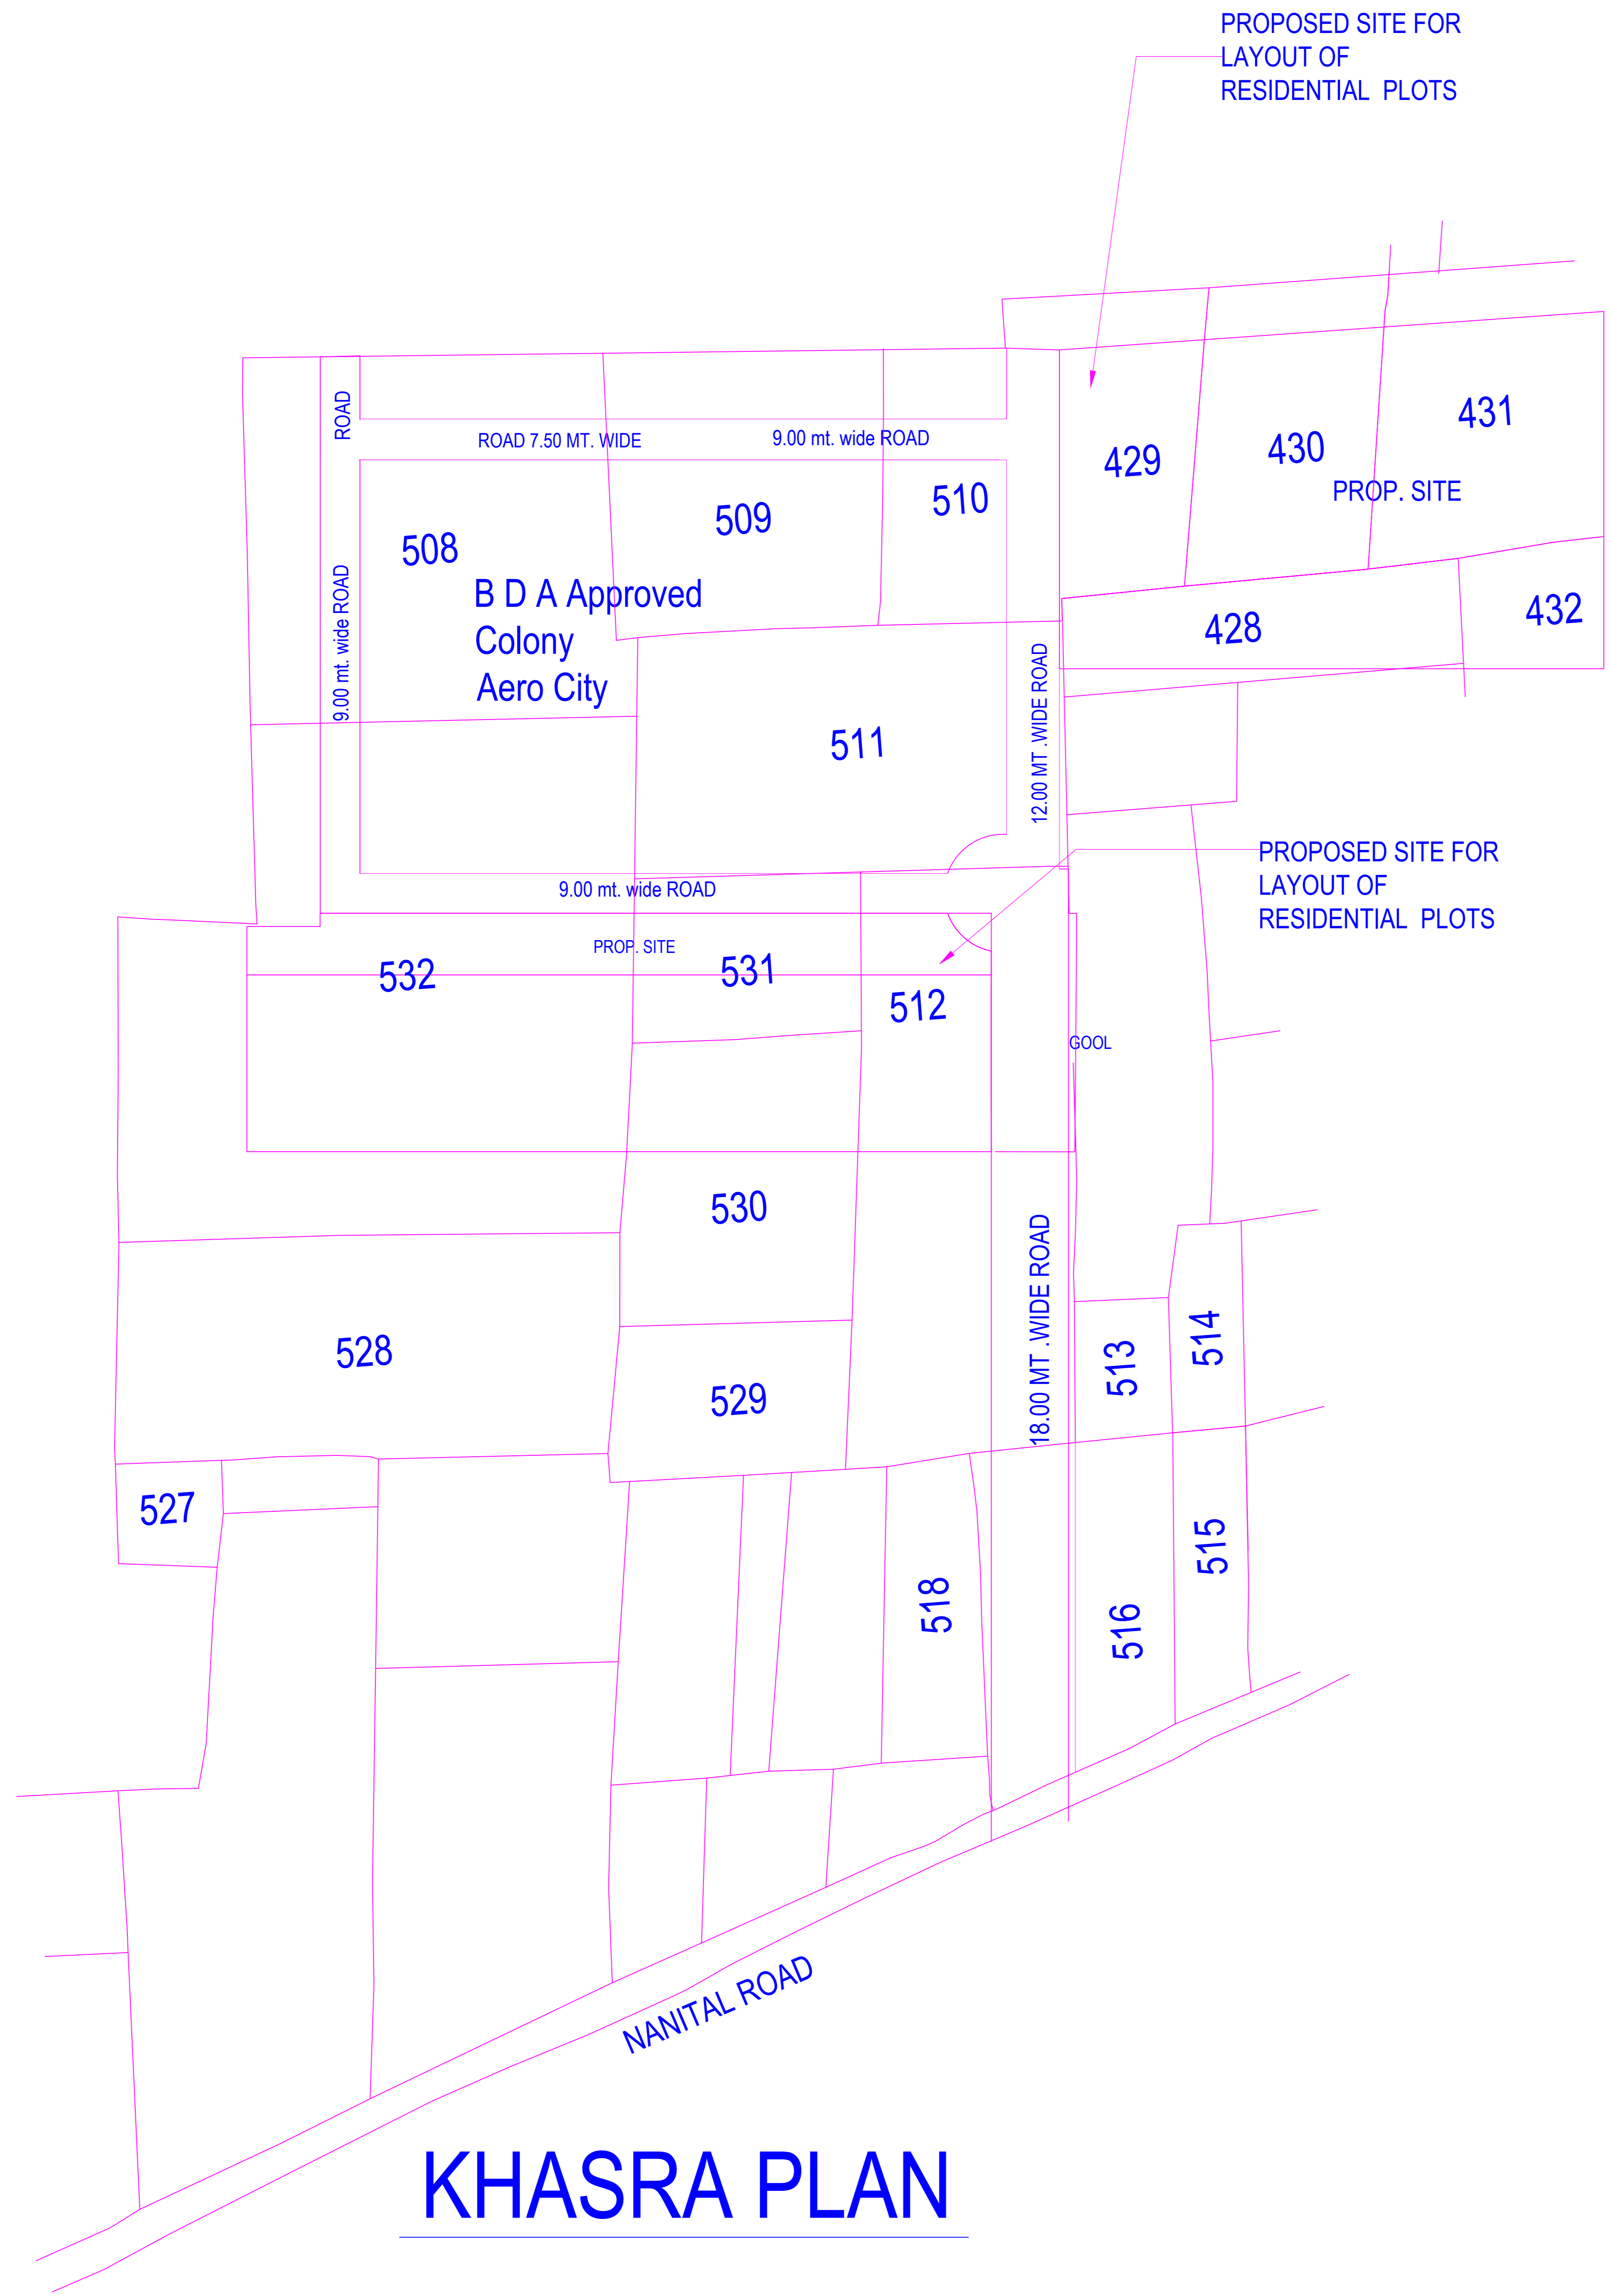 PROPOSED SITE FOR
LAYOUT OF
RESIDENTIAL PLOTS
ROAD
ROAD 7.50 MT. WIDE
9.00 mt. wide ROAD
429
430
431
PROP. SITE
508
509
510
B D A Approved
Colony
Aero City
9.00 mt. wide ROAD
428
432
511
12.00 MT .WIDE ROAD
9.00 mt. wide ROAD
PROPOSED SITE FOR
LAYOUT OF
RESIDENTIAL PLOTS
PROP. SITE
532
531
512
GOOL
530
18.00 MT .WIDE ROAD
528
529
513
514
527
518
516
515
NANITAL ROAD
KHASRA PLAN